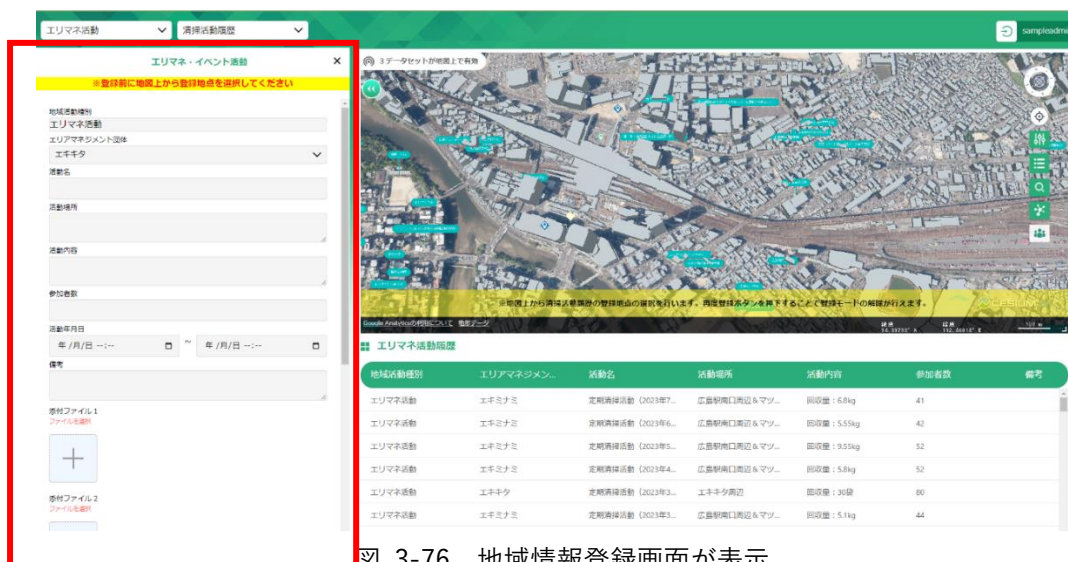 エリマネ活動
清掃活動履歴
sampleadmi
エリマネ・イベント活動
×
※登録前に地図上から登録地点を選択してください
地域活動種別
エリマネ活動
エリアマネジメント団体
エキキタ
活動名
活動場所
活動内容
参加者数
活動年月日
年 /月/日 --:--
~
年 /月/日 --:--
備考
添付ファイル 1
ファイルを選択
添付ファイル 2
ファイルを選択
3 データセットが地図上で有効
※地図上から清掃活動履歴の登録地点の選択を行います。再度登録ボタンを押下することで登録モードの解除が行えます。
Google Analyticsの利用について 地形データ
エリマネ活動履歴
地域活動種別 エリアマネジメン... 活動名 活動場所 活動内容 参加者数 備考
エリマネ活動 エキミナミ 定期清掃活動（2023年7... 広島駅南口周辺＆マツ... 回収量：6.8kg 41
エリマネ活動 エキミナミ 定期清掃活動（2023年6... 広島駅南口周辺＆マツ... 回収量：5.55kg 42
エリマネ活動 エキミナミ 定期清掃活動（2023年5... 広島駅南口周辺＆マツ... 回収量：9.55kg 52
エリマネ活動 エキミナミ 定期清掃活動（2023年4... 広島駅南口周辺＆マツ... 回収量：5.8kg 52
エリマネ活動 エキキタ 定期清掃活動（2023年3... エキキタ周辺 回収量：30袋 80
エリマネ活動 エキミナミ 定期清掃活動（2023年3... 広島駅南口周辺＆マツ... 回収量：5.1kg 44
図 3-76 地域情報登録画面が表示